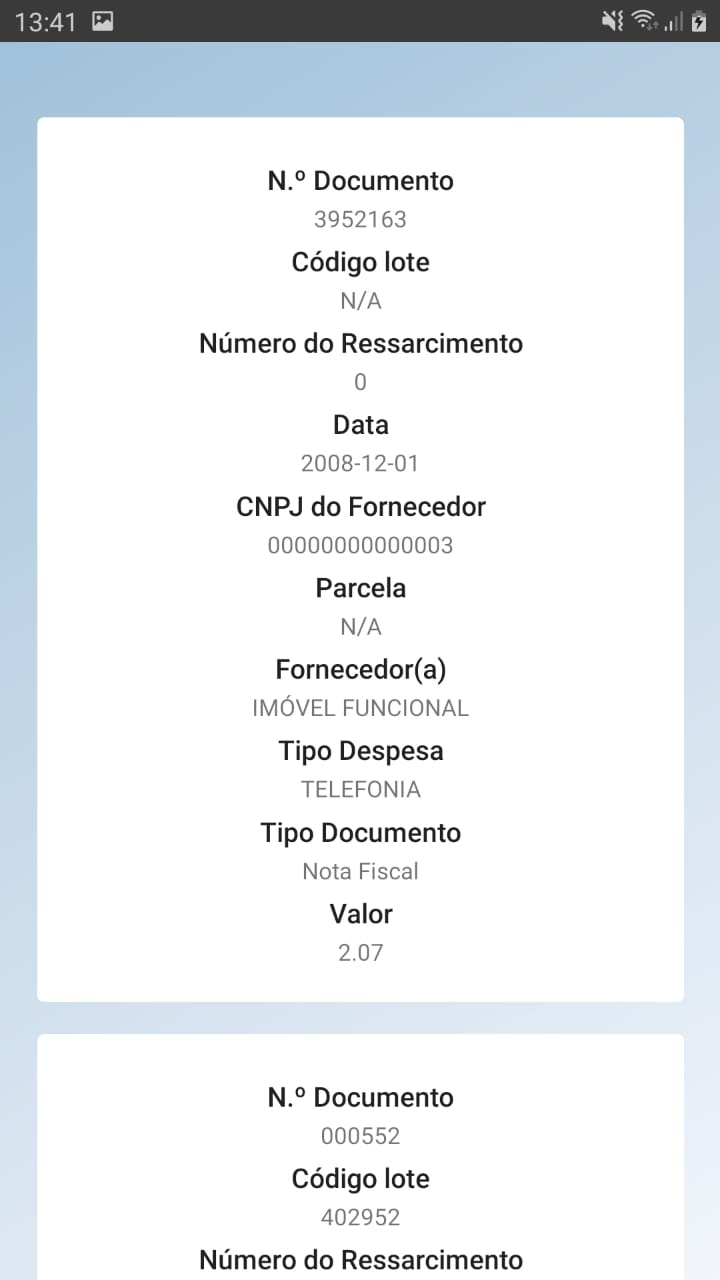 13:41
N.º Documento
3952163
Código lote
N/A
Número do Ressarcimento
0
Data
2008-12-01
CNPJ do Fornecedor
00000000000003
Parcela
N/A
Fornecedor(a)
IMÓVEL FUNCIONAL
Tipo Despesa
TELEFONIA
Tipo Documento
Nota Fiscal
Valor
2.07
N.º Documento
000552
Código lote
402952
Número do Ressarcimento